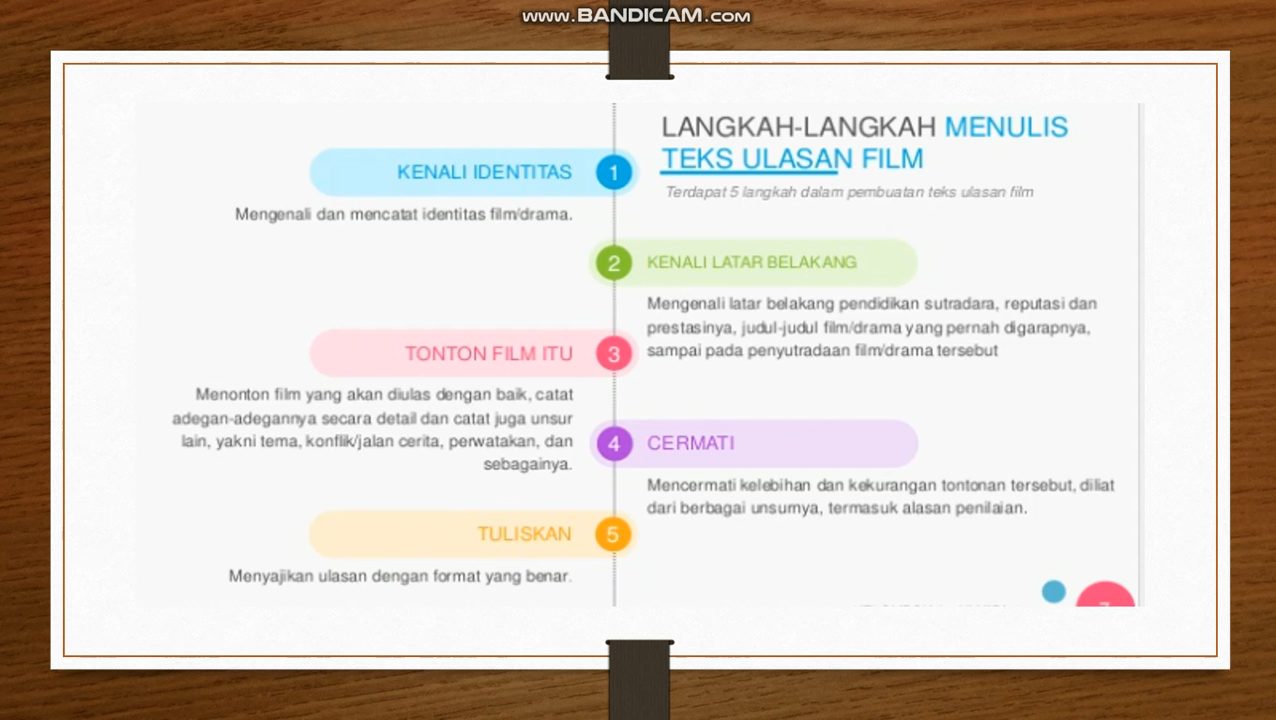 www.BANDICAM.com
LANGKAH-LANGKAH MENULIS
TEKS ULASAN FILM
Terdapat 5 langkah dalam pembuatan teks ulasan film
KENALI IDENTITAS
1
Mengenali dan mencatat identitas film/drama.
2
KENALI LATAR BELAKANG
Mengenali latar belakang pendidikan sutradara, reputasi dan
prestasinya, judul-judul film/drama yang pernah digarapnya,
sampai pada penyutradaan film/drama tersebut
TONTON FILM ITU
3
Menonton film yang akan diulas dengan baik, catat
adegan-adegannya secara detail dan catat juga unsur
lain, yakni tema, konflik/jalan cerita, perwatakan, dan
sebagainya.
4
CERMATI
Mencermati kelebihan dan kekurangan tontonan tersebut, diliat
dari berbagai unsurnya, termasuk alasan penilaian.
TULISKAN
5
Menyajikan ulasan dengan format yang benar.